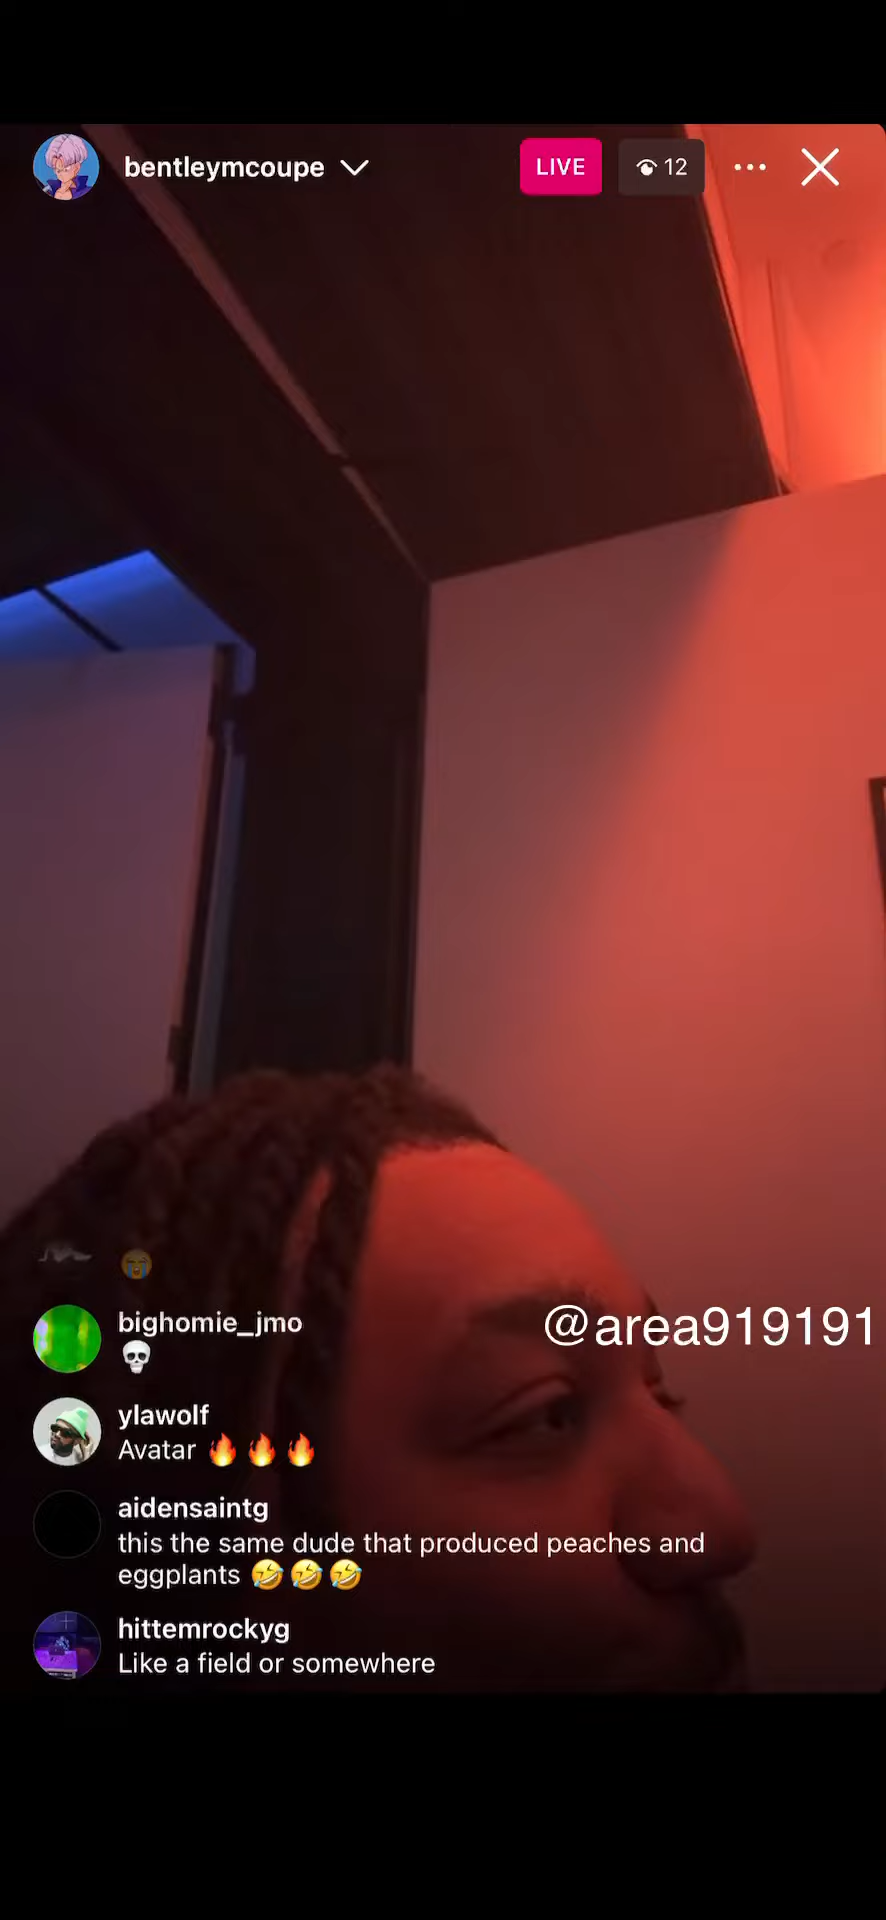 bentleymcoupe
LIVE
12
😭
bighomie_jmo
💀
@area919191
ylawolf
Avatar 🔥🔥🔥
aidensaintg
this the same dude that produced peaches and
eggplants 🤣🤣🤣
hittemrockyg
Like a field or somewhere